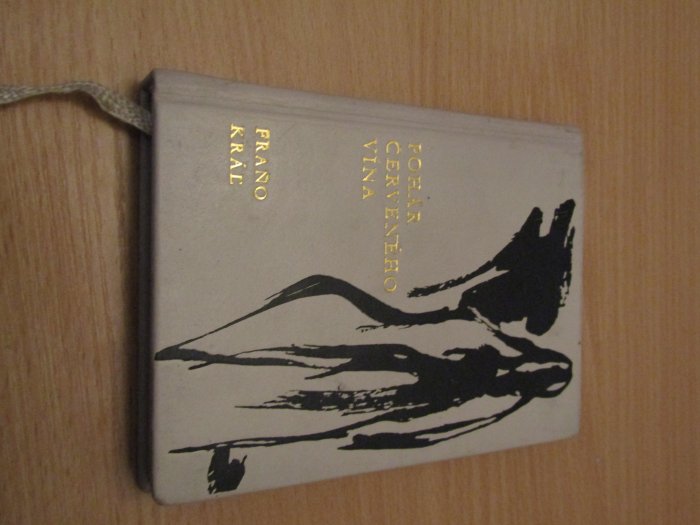 POHÁR
ČERVENÉHO
VÍNA
FRAŇO
KRÁĽ